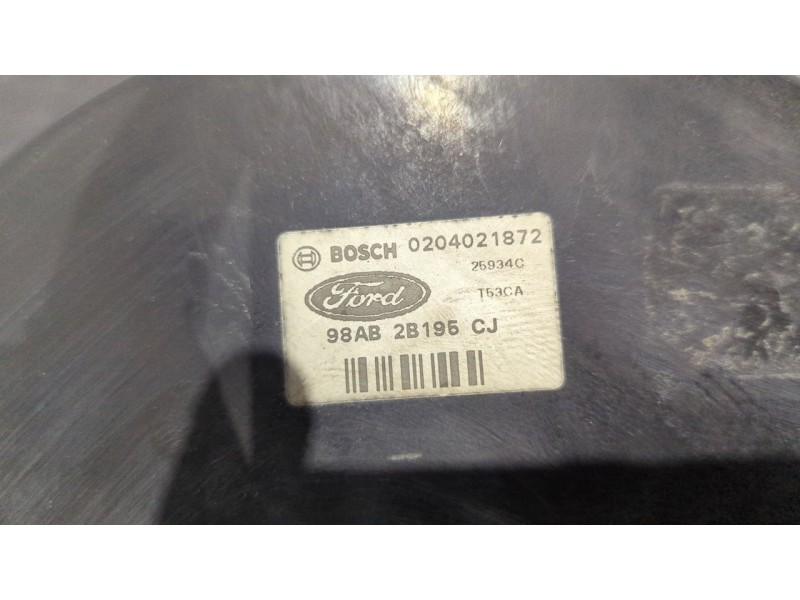 BOSCH 0204021872
25934C
Ford
T53CA
98AB 2B195 CJ